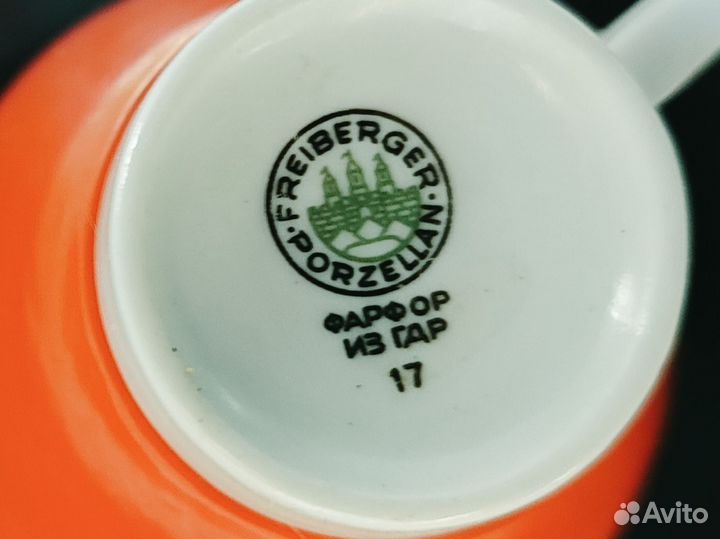 FREIBERGER
PORZELLAN
ФАРФОР
ИЗ ГДР
17
Avito